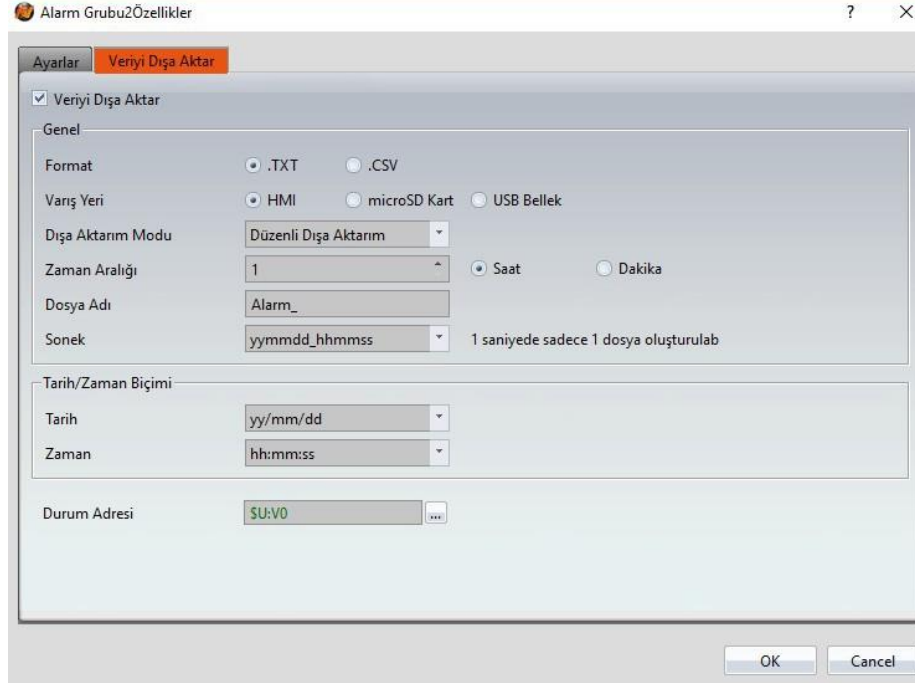 Alarm Grubu2Özellikler
?
Ayarlar
Veriyi Dışa Aktar
Veriyi Dışa Aktar
Genel
Format .TXT .CSV
Varış Yeri HMI microSD Kart USB Bellek
Dışa Aktarım Modu Düzenli Dışa Aktarım
Zaman Aralığı 1 Saat Dakika
Dosya Adı Alarm_
Sonek yymmdd_hhmmss 1 saniyede sadece 1 dosya oluşturulab
Tarih/Zaman Biçimi
Tarih yy/mm/dd
Zaman hh:mm:ss
Durum Adresi $U:V0 ...
OK Cancel